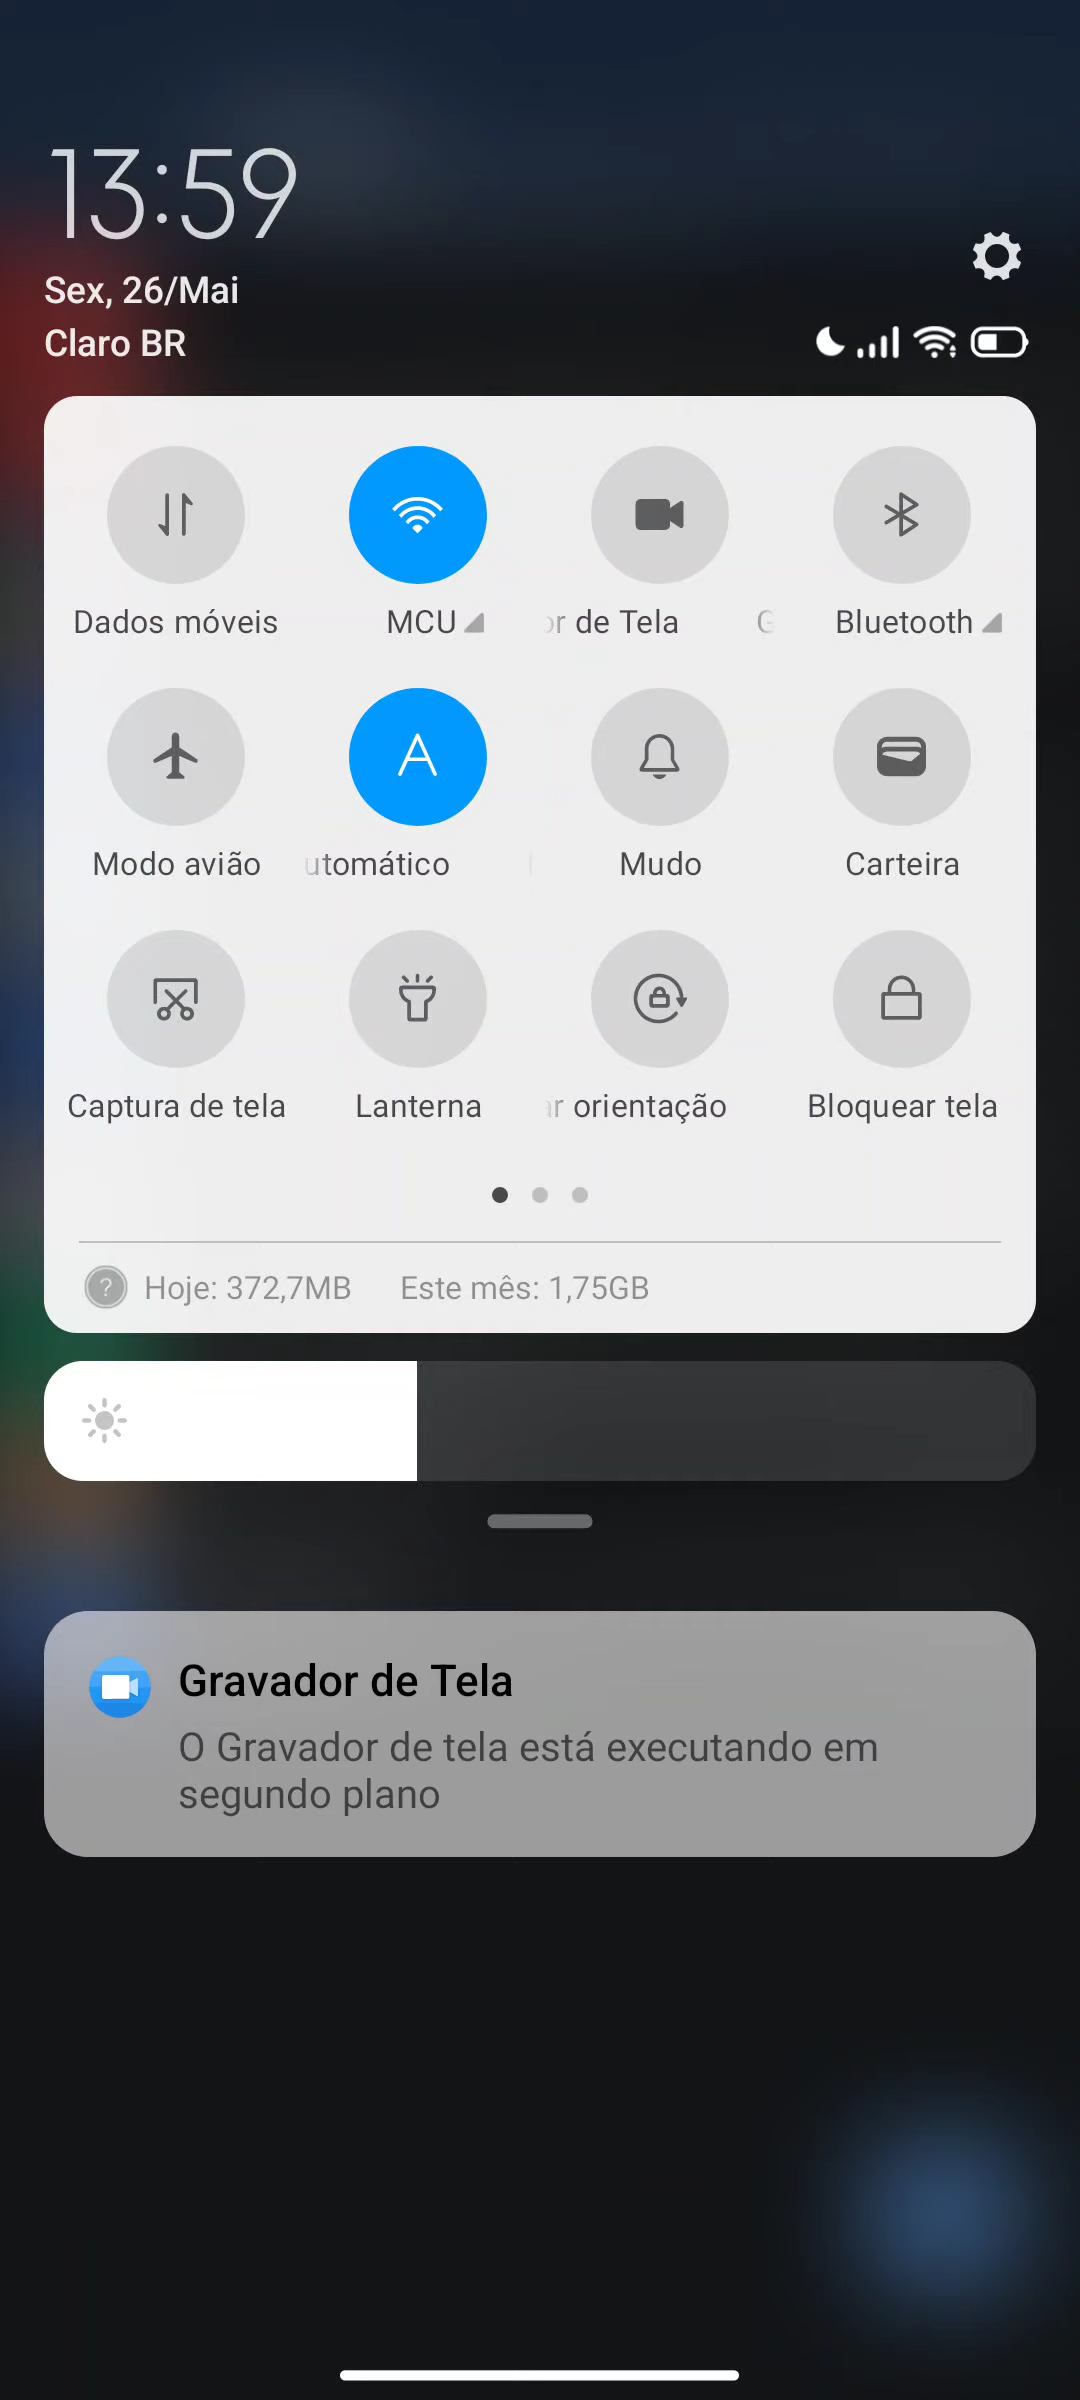 13:59
Sex, 26/Mai
Claro BR
Dados móveis
MCU
or de Tela
G
Bluetooth
Modo avião
utomático
Mudo
Carteira
Captura de tela
Lanterna
ar orientação
Bloquear tela
? Hoje: 372,7MB Este mês: 1,75GB
Gravador de Tela
O Gravador de tela está executando em
segundo plano